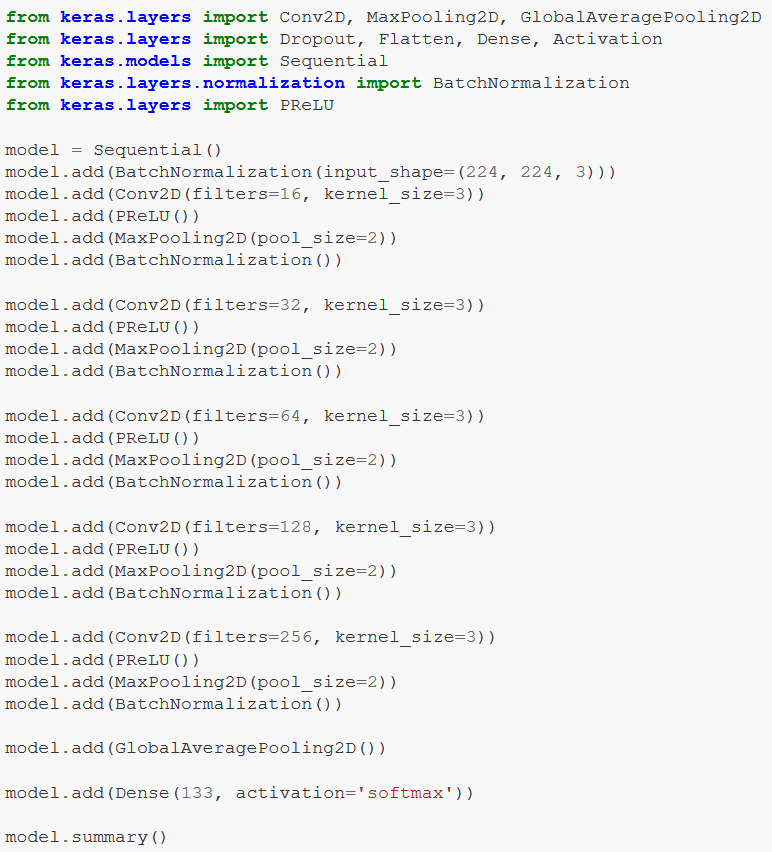 from keras.layers import Conv2D, MaxPooling2D, GlobalAveragePooling2D
from keras.layers import Dropout, Flatten, Dense, Activation
from keras.models import Sequential
from keras.layers.normalization import BatchNormalization
from keras.layers import PReLU

model = Sequential()
model.add(BatchNormalization(input_shape=(224, 224, 3)))
model.add(Conv2D(filters=16, kernel_size=3))
model.add(PReLU())
model.add(MaxPooling2D(pool_size=2))
model.add(BatchNormalization())

model.add(Conv2D(filters=32, kernel_size=3))
model.add(PReLU())
model.add(MaxPooling2D(pool_size=2))
model.add(BatchNormalization())

model.add(Conv2D(filters=64, kernel_size=3))
model.add(PReLU())
model.add(MaxPooling2D(pool_size=2))
model.add(BatchNormalization())

model.add(Conv2D(filters=128, kernel_size=3))
model.add(PReLU())
model.add(MaxPooling2D(pool_size=2))
model.add(BatchNormalization())

model.add(Conv2D(filters=256, kernel_size=3))
model.add(PReLU())
model.add(MaxPooling2D(pool_size=2))
model.add(BatchNormalization())

model.add(GlobalAveragePooling2D())

model.add(Dense(133, activation='softmax'))

model.summary()